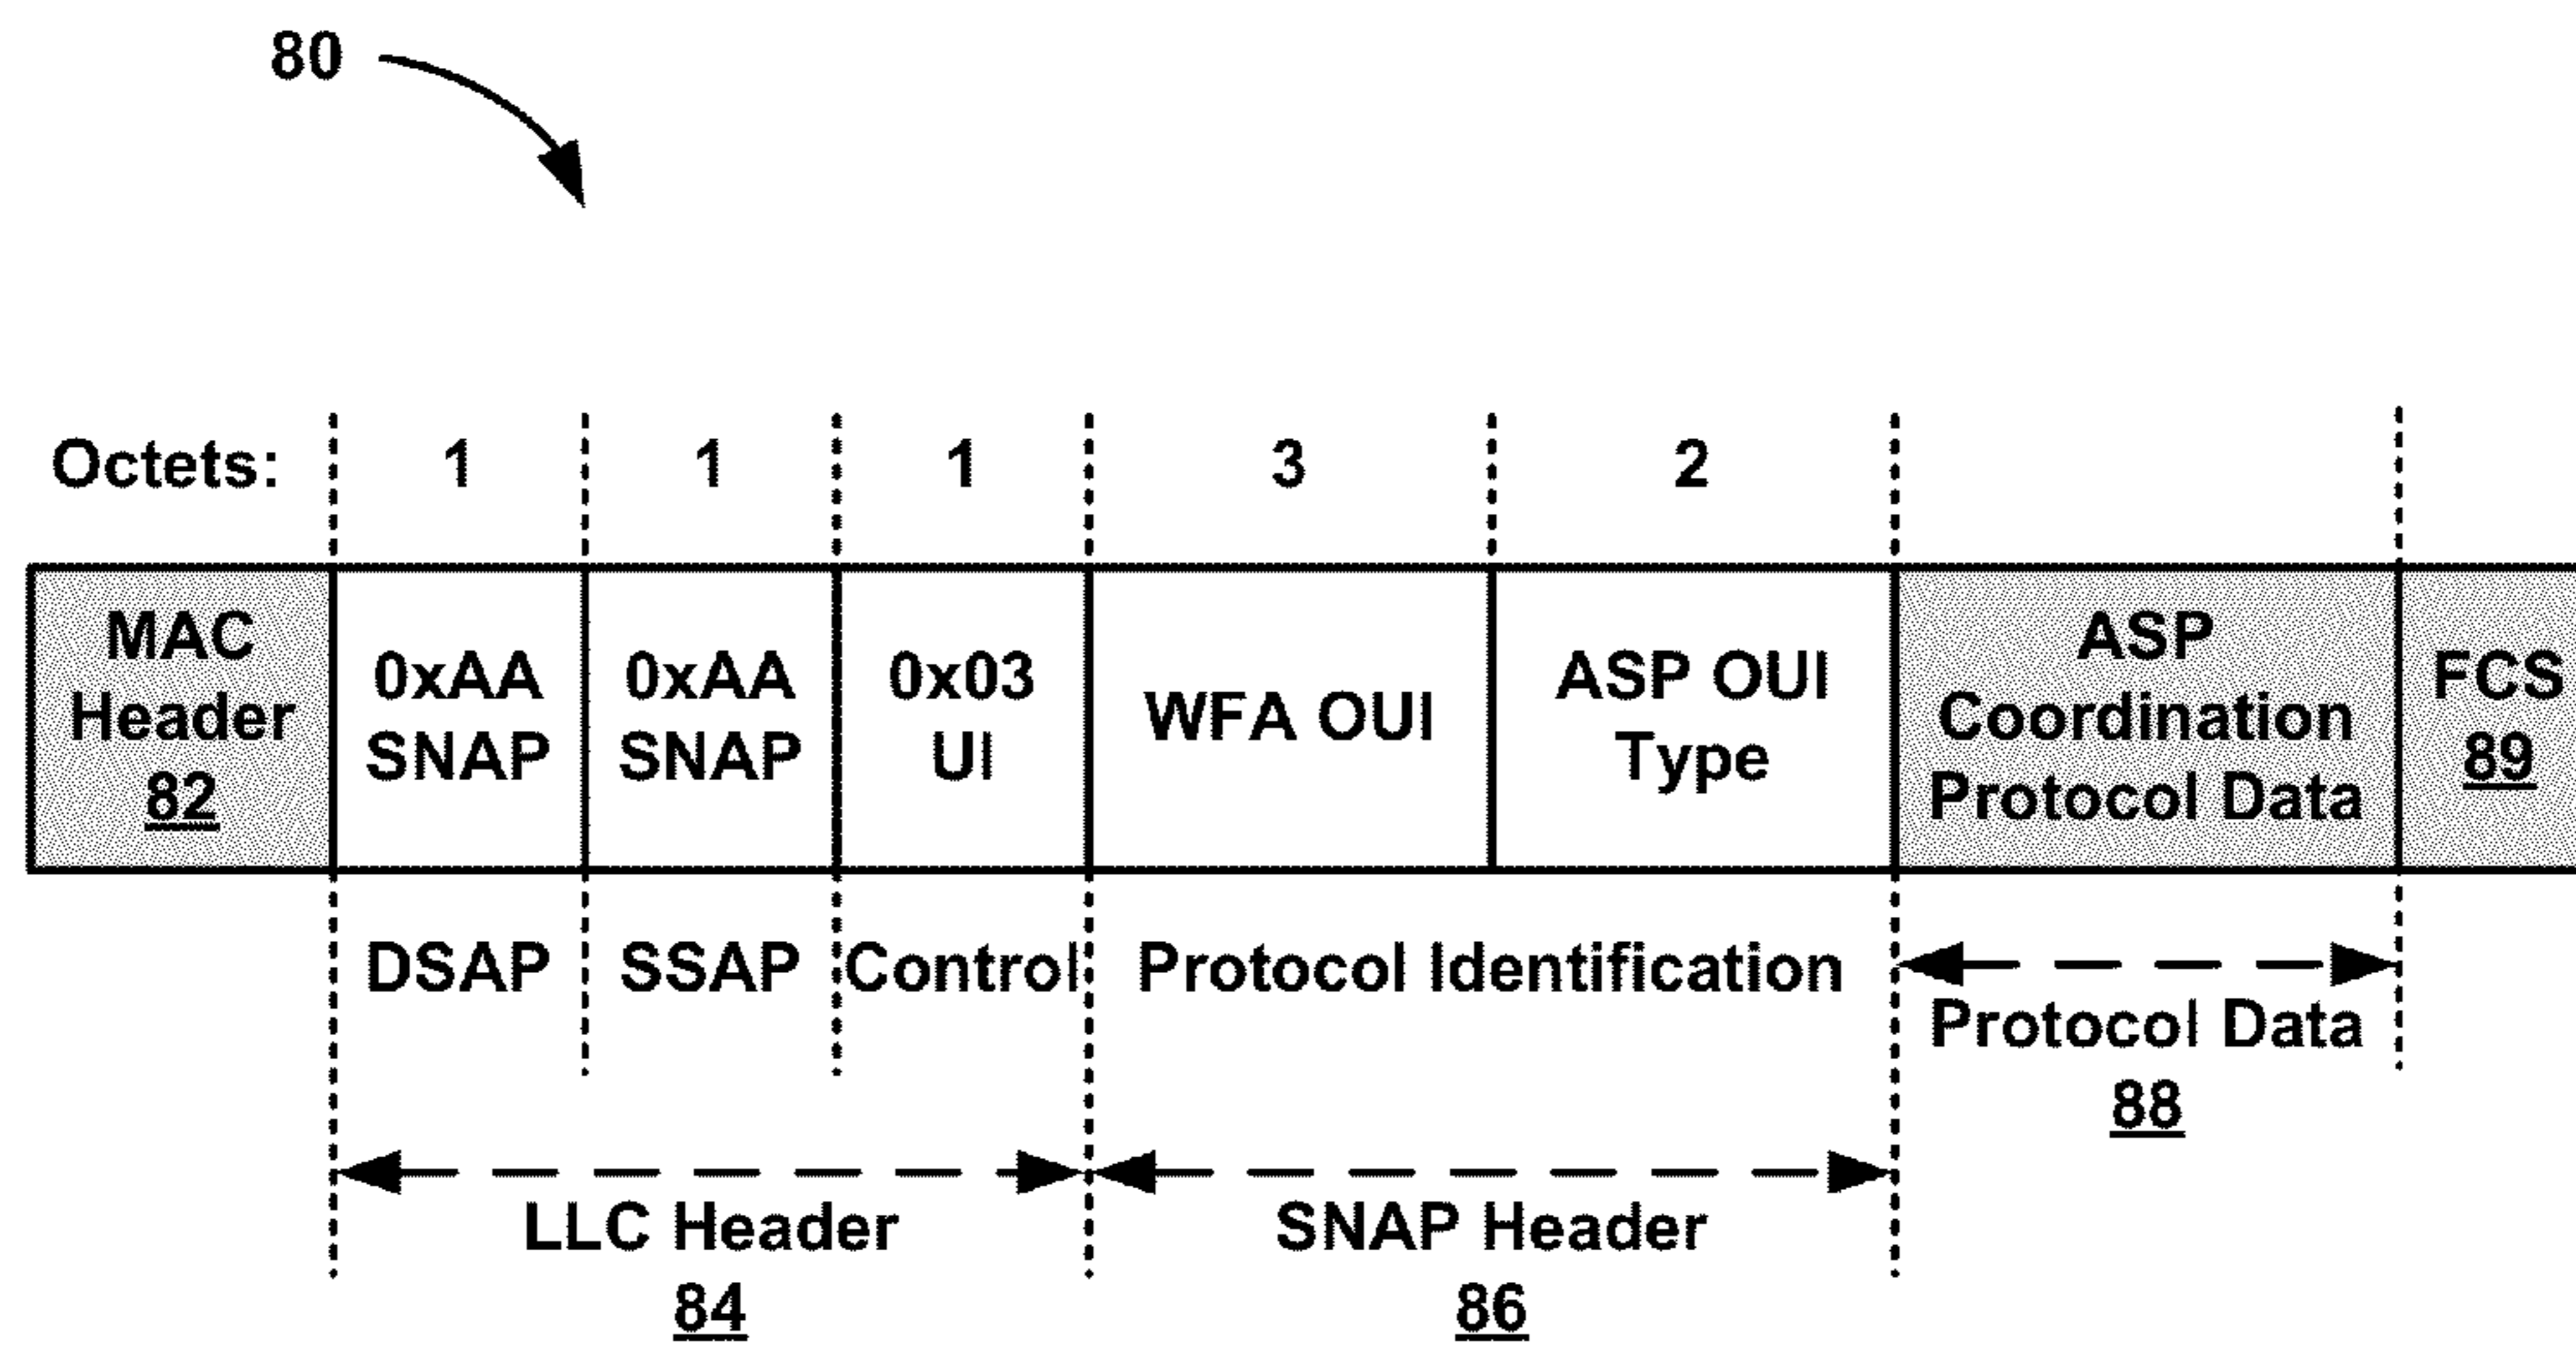 80
Octets: 1 1 1 3 2
MAC
Header
82
0xAA
SNAP
0xAA
SNAP
0x03
UI
WFA OUI
ASP OUI
Type
ASP
Coordination
Protocol Data
FCS
89
DSAP SSAP Control Protocol Identification
Protocol Data
88
LLC Header
84
SNAP Header
86